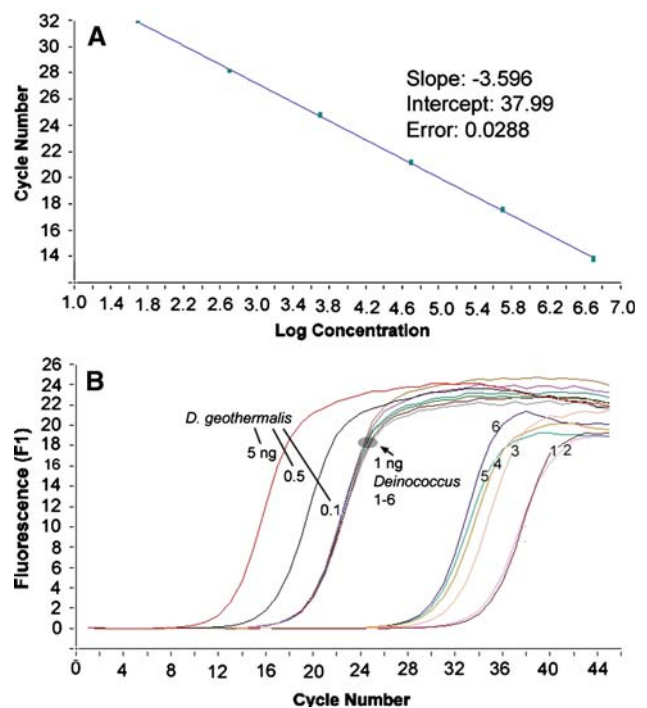 A
Cycle Number
32
30
28
26
24
22
20
18
16
14
Slope: -3.596
Intercept: 37.99
Error: 0.0288
1.0 1.4 2.2 2.6 3.0 3.4 3.8 4.2 4.6 5.0 5.4 5.8 6.2 6.6 7.0
Log Concentration
B
Fluorescence (F1)
26
24
22
20
18
16
14
12
10
8
6
4
2
0
D. geothermalis
5 ng
0.5
0.1
1 ng
Deinococcus
1-6
6
5 4 3 1 2
0 4 8 12 16 20 24 28 32 36 40 44
Cycle Number